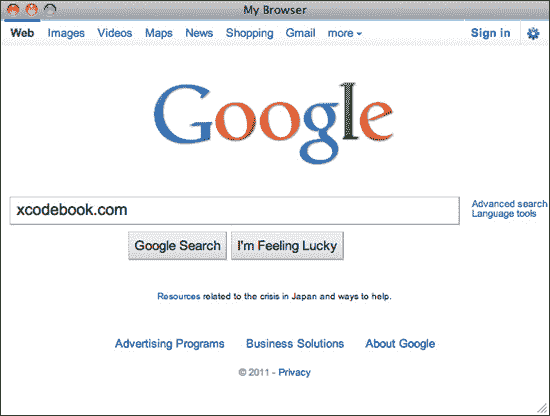 My Browser
Web Images Videos Maps News Shopping Gmail more Sign in
Google
xcodebook.com
Advanced search
Language tools
Google Search I'm Feeling Lucky
Resources related to the crisis in Japan and ways to help.
Advertising Programs Business Solutions About Google
© 2011 - Privacy